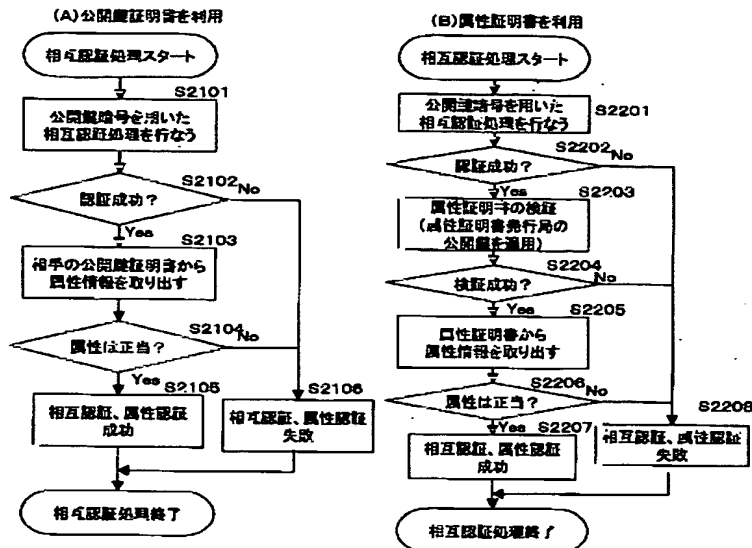 (A)公開鍵証明書を利用
相互認証処理スタート
S2101
公開鍵暗号を用いた
相互認証処理を行なう
S2102
No
認証成功?
Yes
S2103
相手の公開鍵証明書から
属性情報を取り出す
S2104
No
属性は正当?
Yes
S2105
相互認証、属性認証
成功
S2106
相互認証、属性認証
失敗
相互認証処理終了
(B)属性証明書を利用
相互認証処理スタート
S2201
公開鍵暗号を用いた
相互認証処理を行なう
S2202
No
認証成功?
Yes
S2203
属性証明書の検証
(属性証明書発行局の
公開鍵を適用)
S2204
No
検証成功?
Yes
S2205
属性証明書から
属性情報を取り出す
S2206
No
属性は正当?
Yes
S2207
相互認証、属性認証
成功
S2208
相互認証、属性認証
失敗
相互認証処理終了